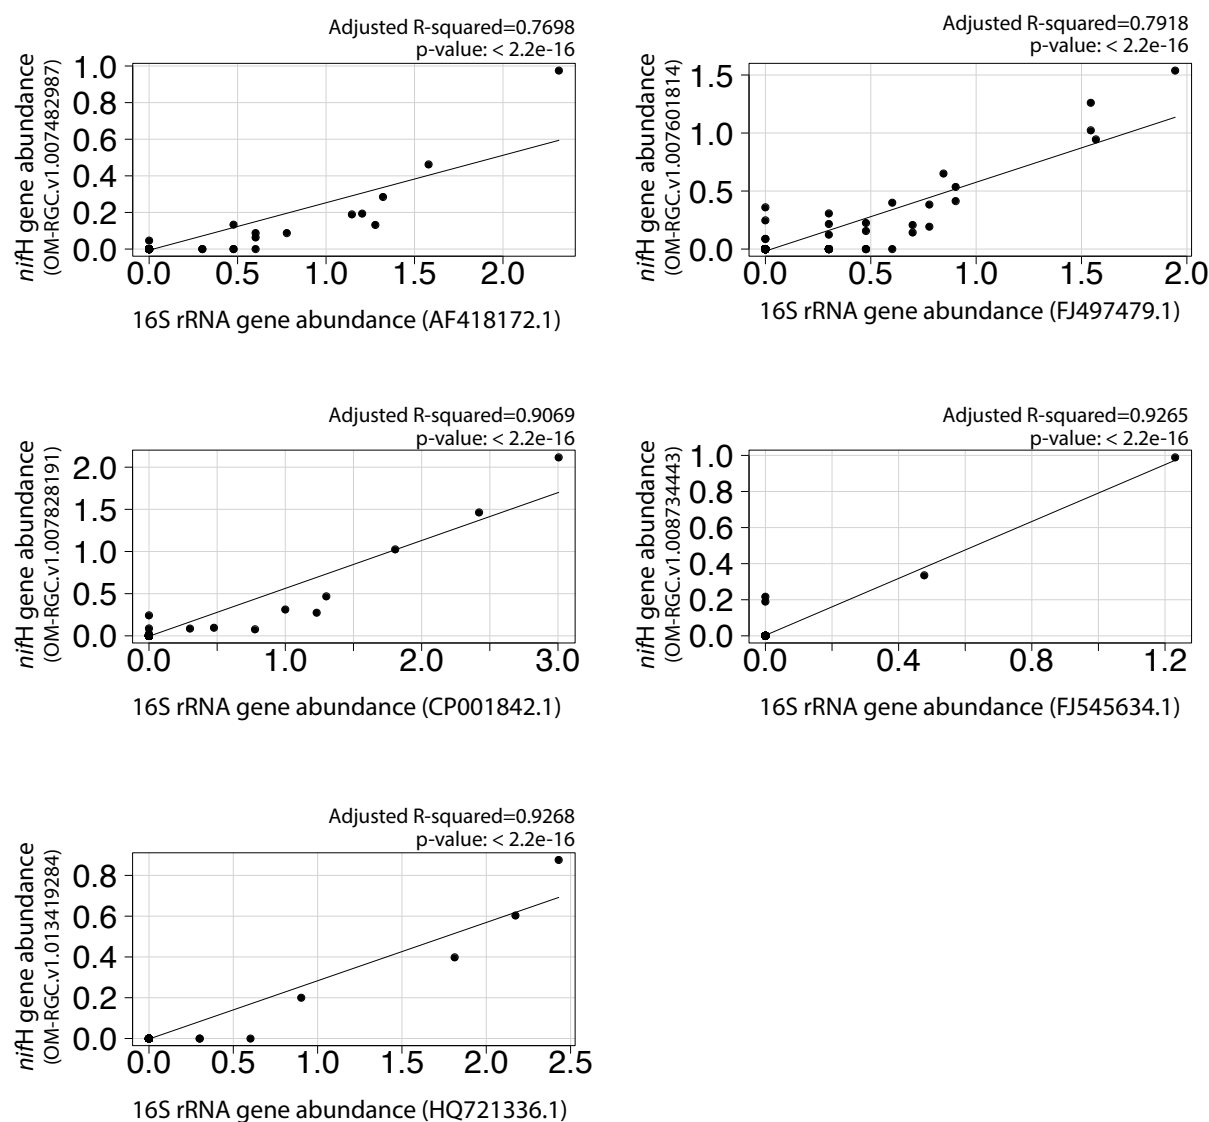 Adjusted R-squared=0.7698
p-value: < 2.2e-16
nifH gene abundance
(OM-RGC.v1.007482987)
1.0
0.8
0.6
0.4
0.2
0.0
0.0 0.5 1.0 1.5 2.0
16S rRNA gene abundance (AF418172.1)
Adjusted R-squared=0.7918
p-value: < 2.2e-16
nifH gene abundance
(OM-RGC.v1.007601814)
1.5
1.0
0.5
0.0
0.0 0.5 1.0 1.5 2.0
16S rRNA gene abundance (FJ497479.1)
Adjusted R-squared=0.9069
p-value: < 2.2e-16
nifH gene abundance
(OM-RGC.v1.007828191)
2.0
1.5
1.0
0.5
0.0
0.0 1.0 2.0 3.0
16S rRNA gene abundance (CP001842.1)
Adjusted R-squared=0.9265
p-value: < 2.2e-16
nifH gene abundance
(OM-RGC.v1.008734443)
1.0
0.8
0.6
0.4
0.2
0.0
0.0 0.4 0.8 1.2
16S rRNA gene abundance (FJ545634.1)
Adjusted R-squared=0.9268
p-value: < 2.2e-16
nifH gene abundance
(OM-RGC.v1.013419284)
0.8
0.6
0.4
0.2
0.0
0.0 0.5 1.0 1.5 2.0 2.5
16S rRNA gene abundance (HQ721336.1)